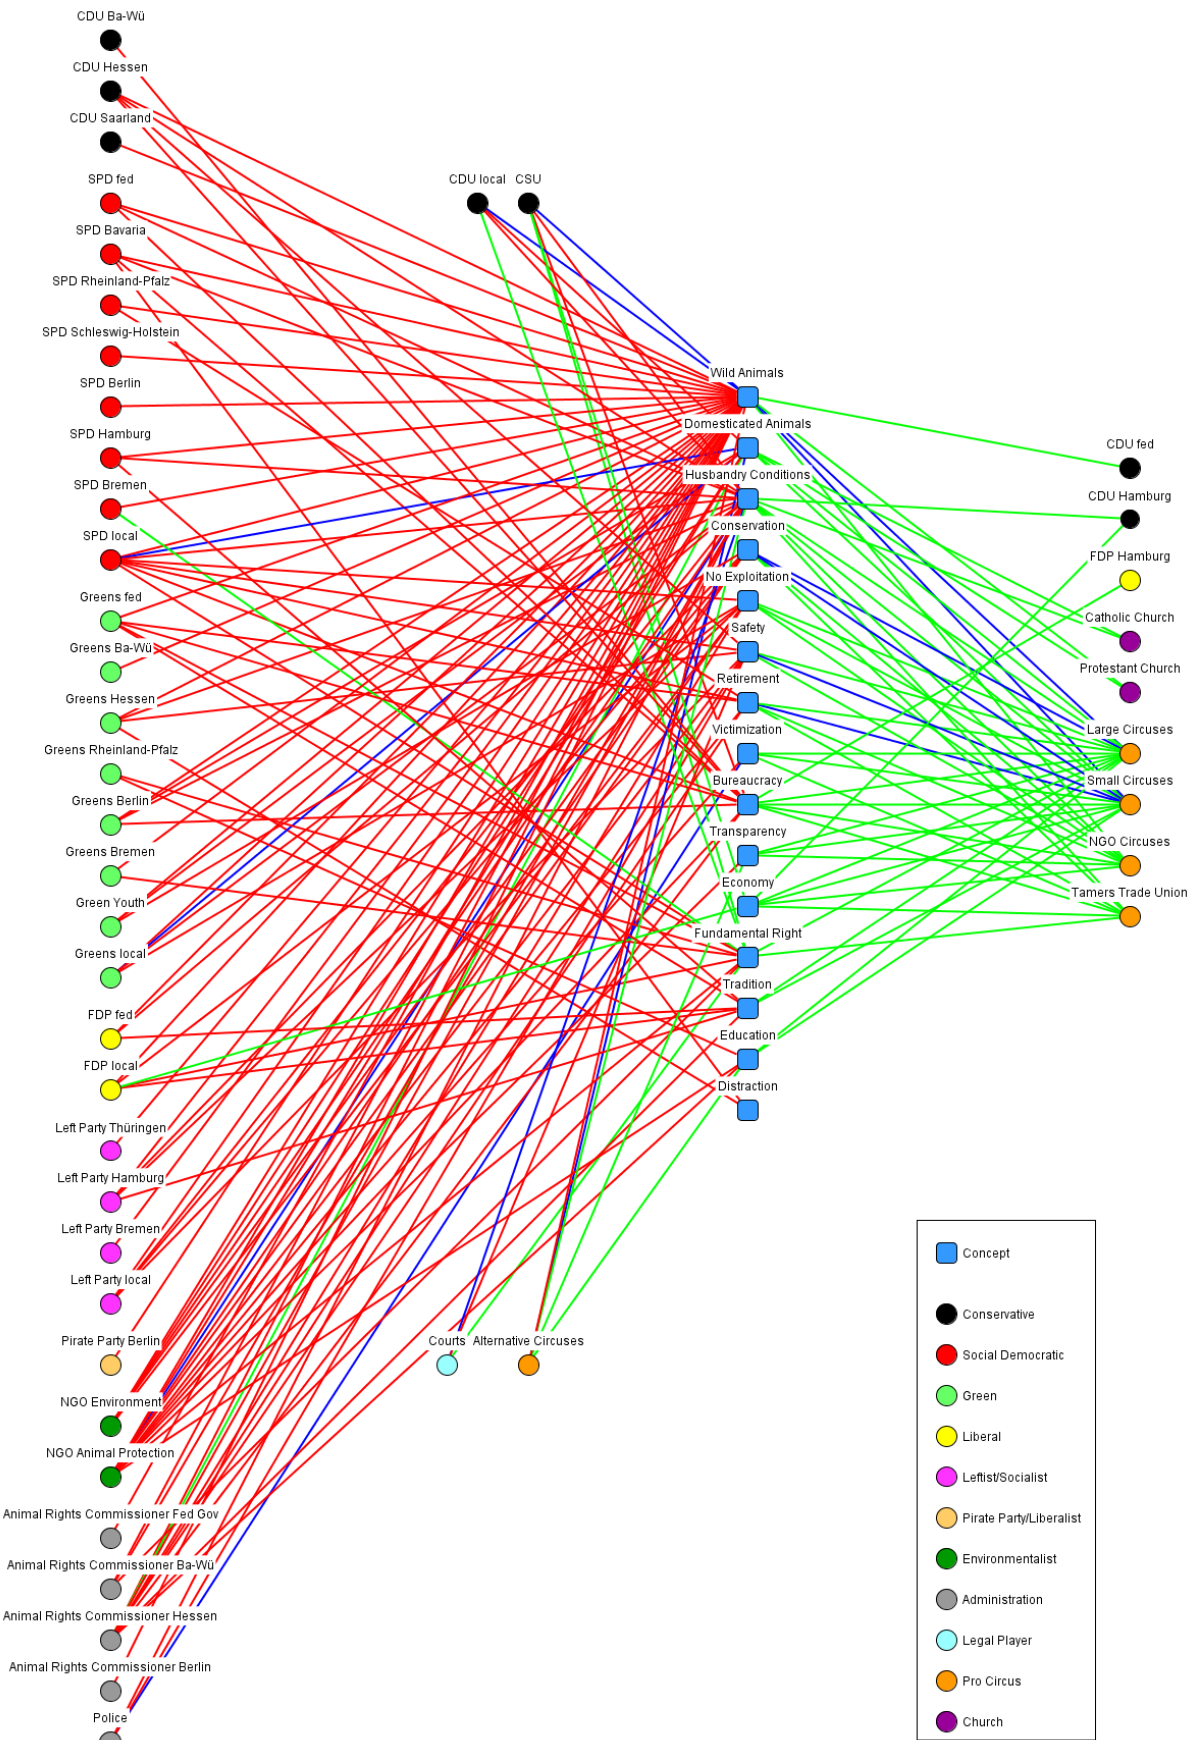 CDU Ba-Wü
CDU Hessen
CDU Saarland
SPD fed
SPD Bavaria
SPD Rheinland-Pfalz
SPD Schleswig-Holstein
SPD Berlin
SPD Hamburg
SPD Bremen
SPD local
Greens fed
Greens Ba-Wü
Greens Hessen
Greens Rheinland-Pfalz
Greens Berlin
Greens Bremen
Green Youth
Greens local
FDP fed
FDP local
Left Party Thüringen
Left Party Hamburg
Left Party Bremen
Left Party local
Pirate Party Berlin
NGO Environment
NGO Animal Protection
Animal Rights Commissioner Fed Gov
Animal Rights Commissioner Ba-Wü
Animal Rights Commissioner Hessen
Animal Rights Commissioner Berlin
Police
CDU local
CSU
Courts
Alternative Circuses
Wild Animals
Domesticated Animals
Husbandry Conditions
Conservation
No Exploitation
Safety
Retirement
Victimization
Bureaucracy
Transparency
Economy
Fundamental Right
Tradition
Education
Distraction
CDU fed
CDU Hamburg
FDP Hamburg
Catholic Church
Protestant Church
Large Circuses
Small Circuses
NGO Circuses
Tamers Trade Union
Concept
Conservative
Social Democratic
Green
Liberal
Leftist/Socialist
Pirate Party/Liberalist
Environmentalist
Administration
Legal Player
Pro Circus
Church